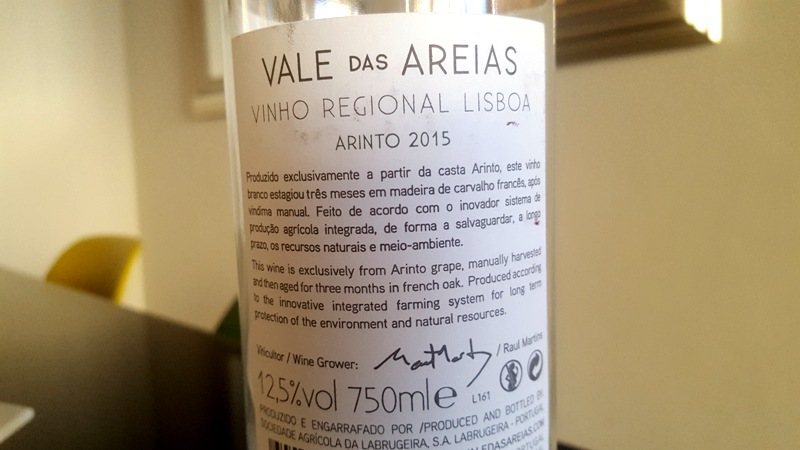 VALE DAS AREIAS
VINHO REGIONAL LISBOA
ARINTO 2015
Produzido exclusivamente a partir da casta Arinto, este vinho
branco estagiou três meses em madeira de carvalho francês, após
vindima manual. Feito de acordo com o inovador sistema de
produção agrícola integrada, de forma a salvaguardar, a longo
prazo, os recursos naturais e meio-ambiente.
This wine is exclusively from Arinto grape, manually harvested
and then aged for three months in french oak. Produced according
to the innovative integrated farming system for long term
protection of the environment and natural resources.
Viticultor / Wine Grower: / Raul Martins
12,5%vol 750ml e L161
PRODUZIDO E ENGARRAFADO POR /PRODUCED AND BOTTLED BY
SOCIEDADE AGRÍCOLA DA LABRUGEIRA, S.A. LABRUGEIRA - PORTUGAL
EDASAREIAS.COM
PORTUGAL